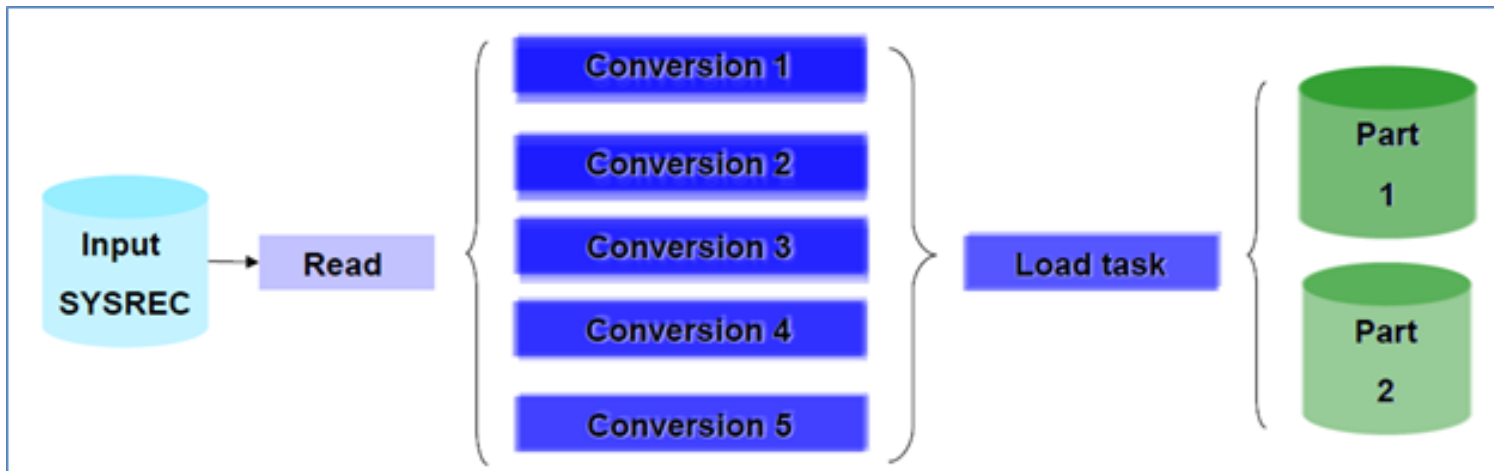 Input
SYSREC
Read
Conversion 1
Conversion 2
Conversion 3
Conversion 4
Conversion 5
Load task
Part
1
Part
2